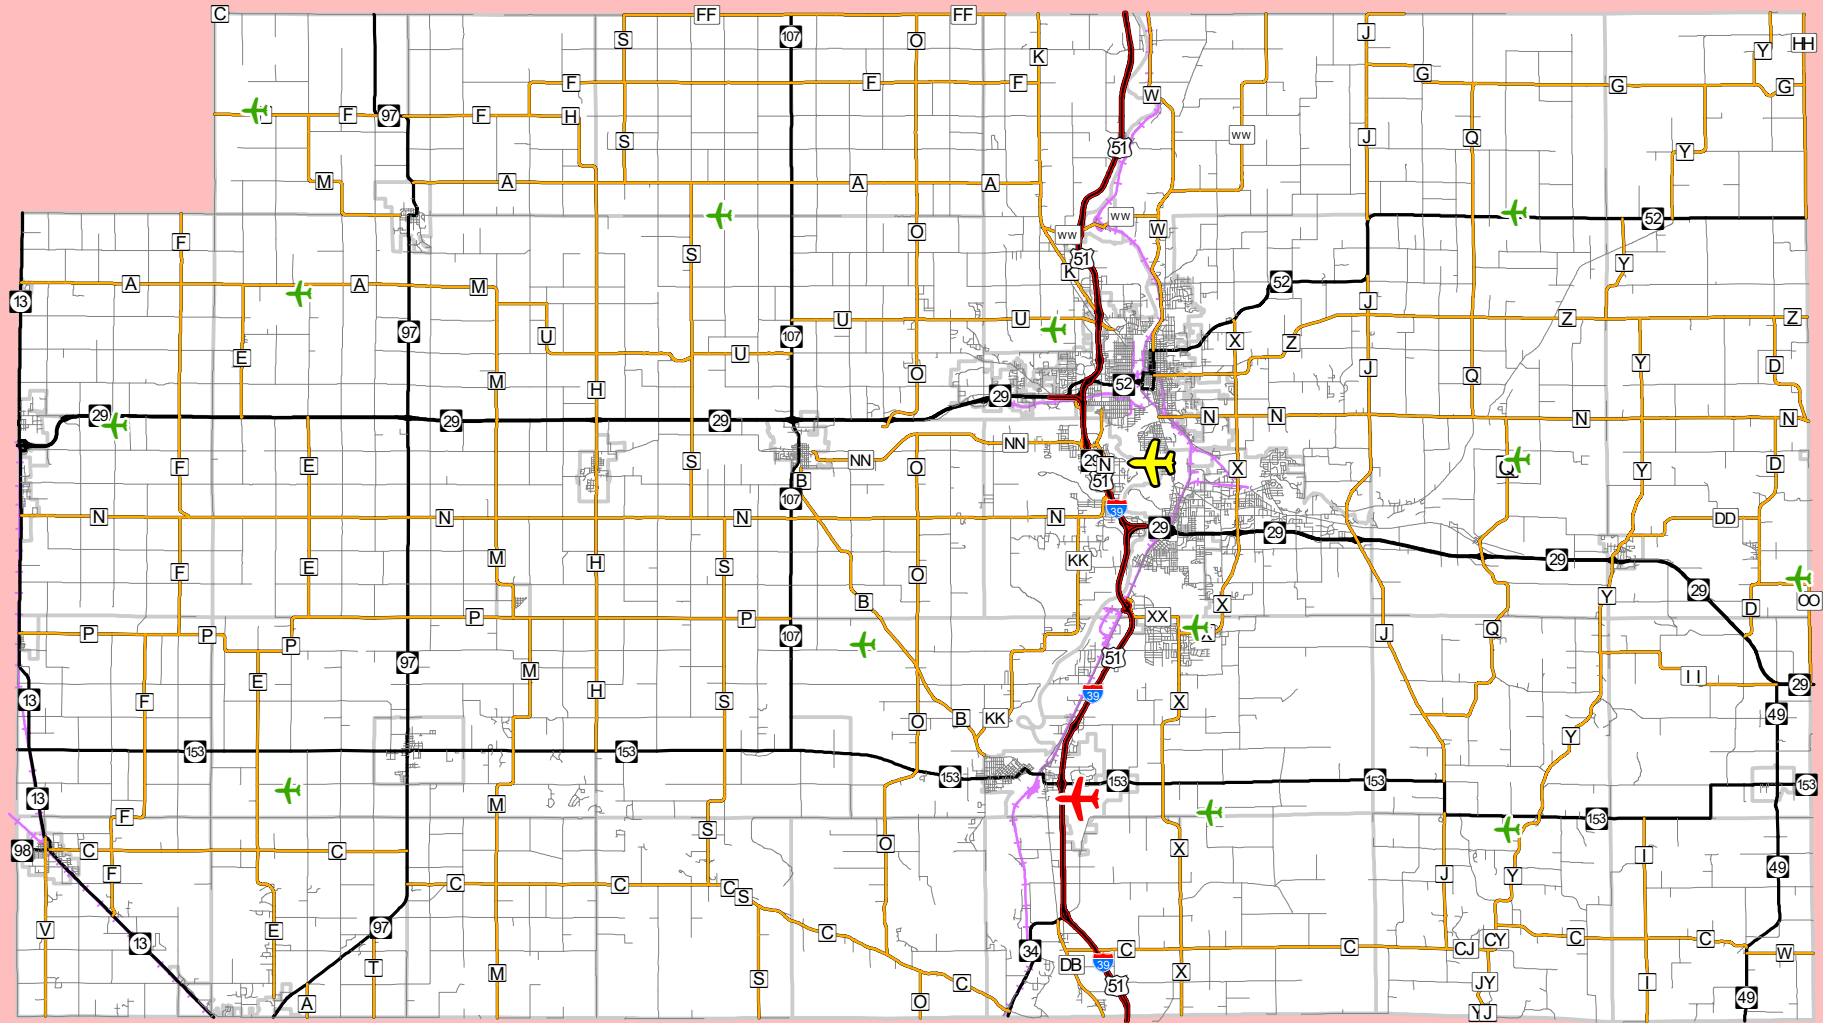 C FF FF
S 107 O K J Y HH
F F F G G G
F 97 F H W
S 51 WW J Q Y
M A A A
WW 52
F S O WW W
51 K Y
A A M 52
13 J
97 U 107 U U Z Z
E U X Z
M H O 52 J Q Y D
29 29 29 29 N N N N
NN
F E S NN O 29 N X Q Y D
B 51
107
N N N N 39 DD
29 29
M H S KK 29
F E O
B X Y 29 OO
P P XX D
P P P 107 J Q
97 51
E M H II 29
13 F S 39 X
O B KK 49
Y
153 153 153 153 153 153
13 M
F S X 153
98 C C O I
F C C C J Y 49
S
V E 97 C CJ CY C C
13 34 C C W
T M S DB 39 X
A C 51 JY I
O YJ 49